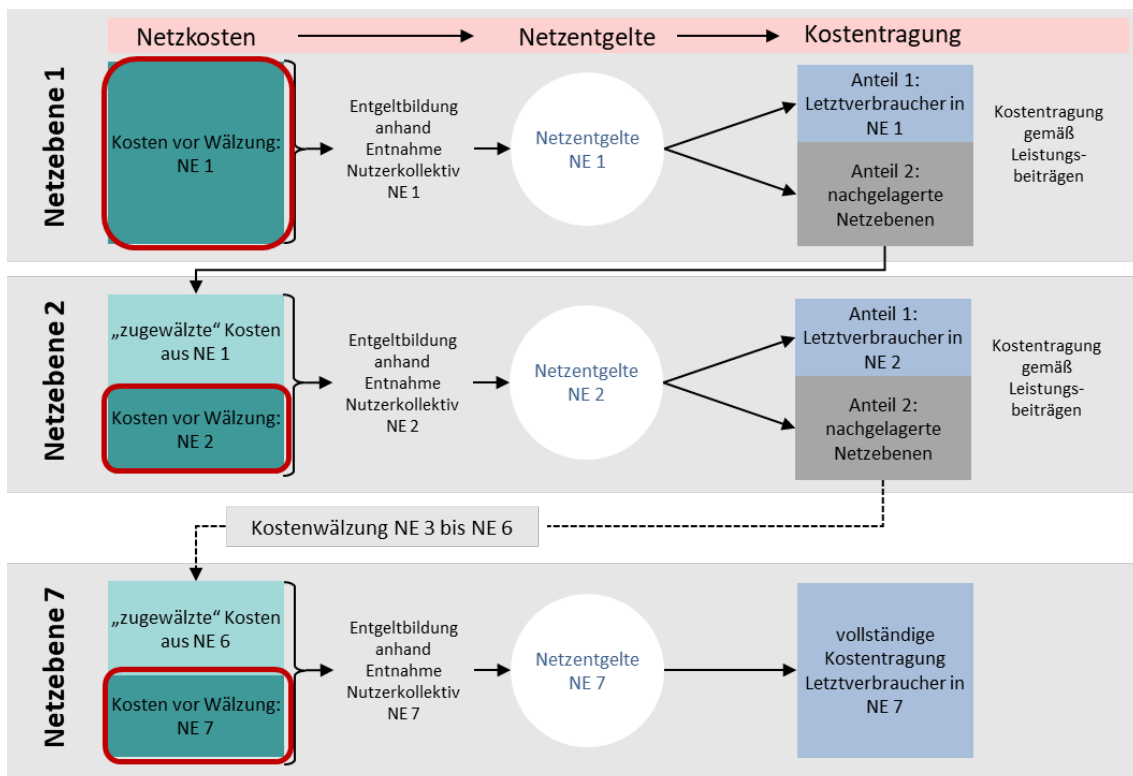 Netzkosten
Netzentgelte
Kostentragung
Netzebene 1
Kosten vor Wälzung:
NE 1
Entgeltbildung
anhand
Entnahme
Nutzerkollektiv
NE 1
Netzentgelte
NE 1
Anteil 1:
Letztverbraucher in
NE 1
Anteil 2:
nachgelagerte
Netzebenen
Kostentragung
gemäß
Leistungs-
beiträgen
Netzebene 2
„zugewälzte“ Kosten
aus NE 1
Kosten vor Wälzung:
NE 2
Entgeltbildung
anhand
Entnahme
Nutzerkollektiv
NE 2
Netzentgelte
NE 2
Anteil 1:
Letztverbraucher in
NE 2
Anteil 2:
nachgelagerte
Netzebenen
Kostentragung
gemäß
Leistungs-
beiträgen
Kostenwälzung NE 3 bis NE 6
Netzebene 7
„zugewälzte“ Kosten
aus NE 6
Kosten vor Wälzung:
NE 7
Entgeltbildung
anhand
Entnahme
Nutzerkollektiv
NE 7
Netzentgelte
NE 7
vollständige
Kostentragung
Letztverbraucher in
NE 7